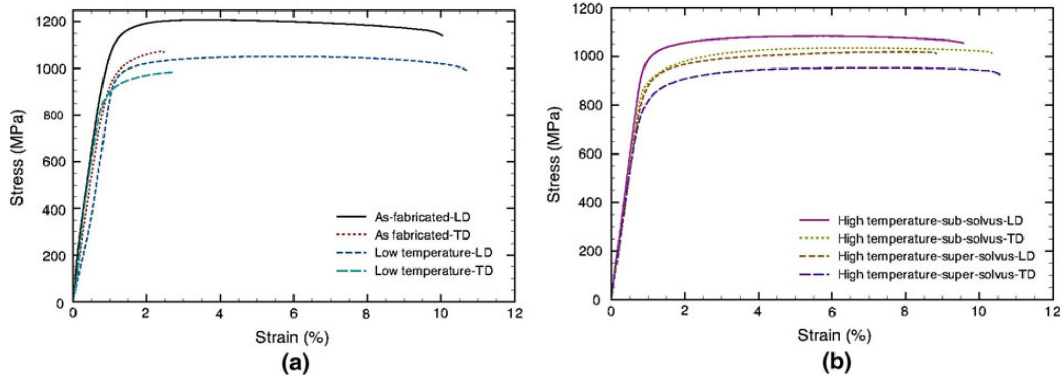 1200
1000
800
600
400
200
0
Stress (MPa)
0 2 4 6 8 10 12
Strain (%)
As-fabricated-LD
As fabricated-TD
Low temperature-LD
Low temperature-TD
(a)
1200
1000
800
600
400
200
0
Stress (MPa)
0 2 4 6 8 10 12
Strain (%)
High temperature-sub-solvus-LD
High temperature-sub-solvus-TD
High temperature-super-solvus-LD
High temperature-super-solvus-TD
(b)